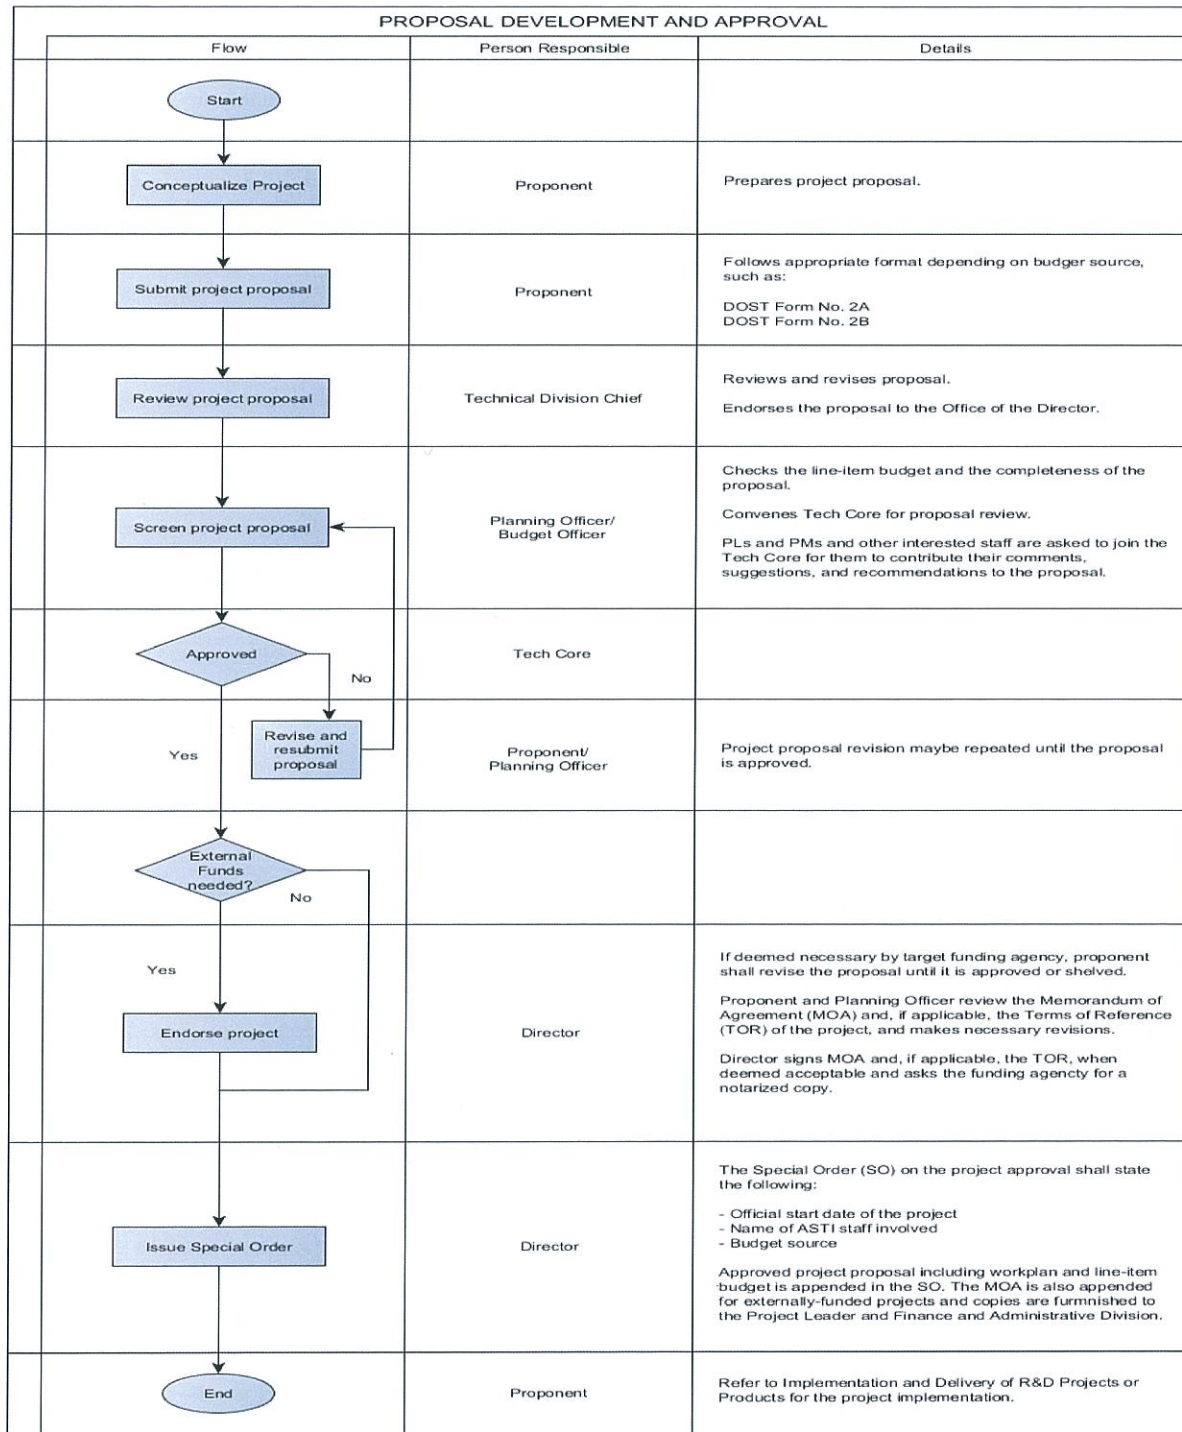 PROPOSAL DEVELOPMENT AND APPROVAL
Flow
Person Responsible
Details
Start
Conceptualize Project
Proponent
Prepares project proposal.
Submit project proposal
Proponent
Follows appropriate format depending on budger source,
such as:
DOST Form No. 2A
DOST Form No. 2B
Review project proposal
Technical Division Chief
Reviews and revises proposal.
Endorses the proposal to the Office of the Director.
Screen project proposal
Planning Officer/
Budget Officer
Checks the line-item budget and the completeness of the
proposal.
Convenes Tech Core for proposal review.
PLs and PMs and other interested staff are asked to join the
Tech Core for them to contribute their comments,
suggestions, and recommendations to the proposal.
Approved
Tech Core
No
Yes
Revise and
resubmit
proposal
Proponent/
Planning Officer
Project proposal revision maybe repeated until the proposal
is approved.
External
Funds
needed?
No
Yes
Endorse project
Director
If deemed necessary by target funding agency, proponent
shall revise the proposal until it is approved or shelved.
Proponent and Planning Officer review the Memorandum of
Agreement (MOA) and, if applicable, the Terms of Reference
(TOR) of the project, and makes necessary revisions.
Director signs MOA and, if applicable, the TOR, when
deemed acceptable and asks the funding agencty for a
notarized copy.
Issue Special Order
Director
The Special Order (SO) on the project approval shall state
the following:
- Official start date of the project
- Name of ASTI staff involved
- Budget source
Approved project proposal including workplan and line-item
budget is appended in the SO. The MOA is also appended
for externally-funded projects and copies are furmnished to
the Project Leader and Finance and Administrative Division.
End
Proponent
Refer to Implementation and Delivery of R&D Projects or
Products for the project implementation.